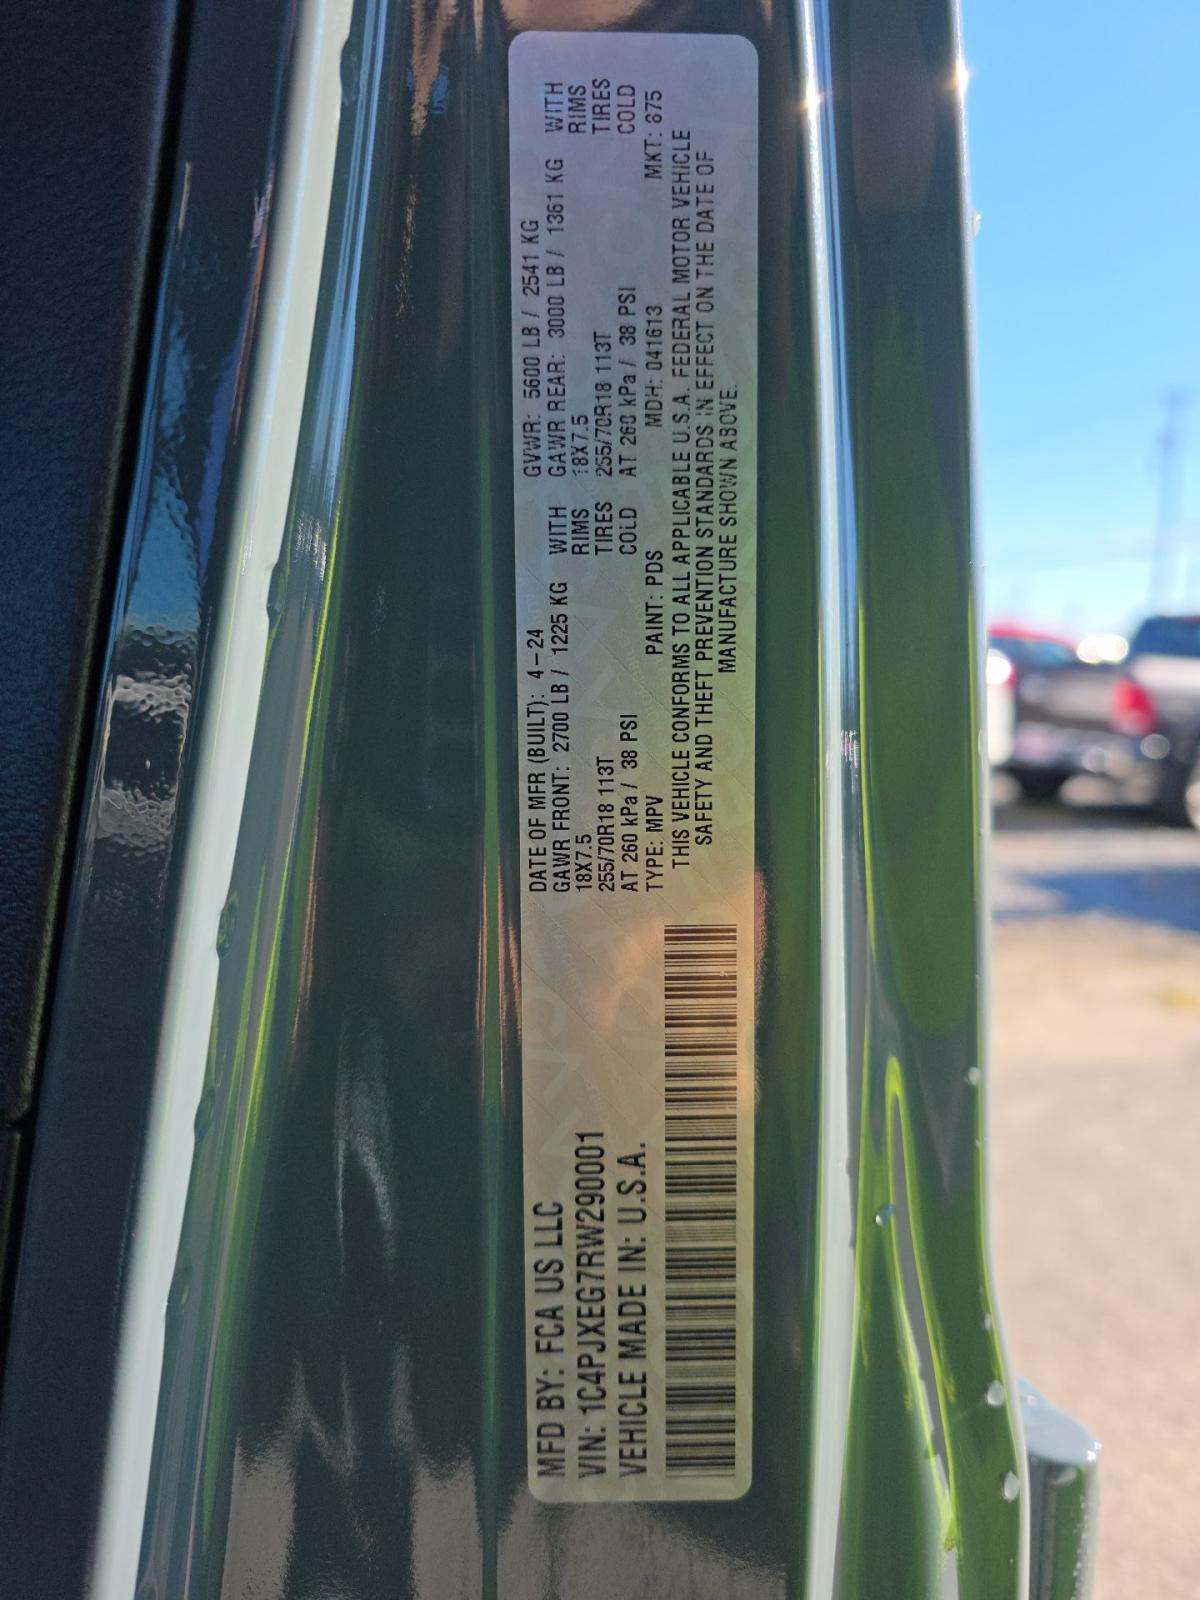 MFD BY: FCA US LLC
VIN: 1C4PJXEG7RW290001
VEHICLE MADE IN: U.S.A.
DATE OF MFR (BUILT): 4-24 GVWR: 5600 LB / 2541 KG
GAWR FRONT: 2700 LB / 1225 KG WITH GAWR REAR: 3000 LB / 1361 KG WITH
18X7.5 RIMS 18X7.5 RIMS
255/70R18 113T TIRES 255/70R18 113T TIRES
AT 260 kPa / 38 PSI COLD AT 260 kPa / 38 PSI COLD
TYPE: MPV PAINT: PDS MDH: 041613 MKT: 875
THIS VEHICLE CONFORMS TO ALL APPLICABLE U.S.A. FEDERAL MOTOR VEHICLE
SAFETY AND THEFT PREVENTION STANDARDS IN EFFECT ON THE DATE OF
MANUFACTURE SHOWN ABOVE.